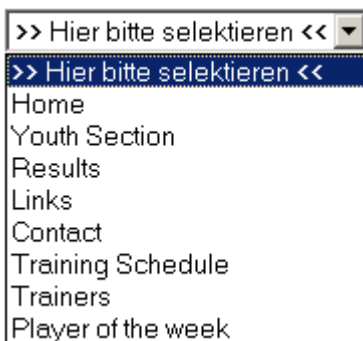 >> Hier bitte selektieren <<
>> Hier bitte selektieren <<
Home
Youth Section
Results
Links
Contact
Training Schedule
Trainers
Player of the week